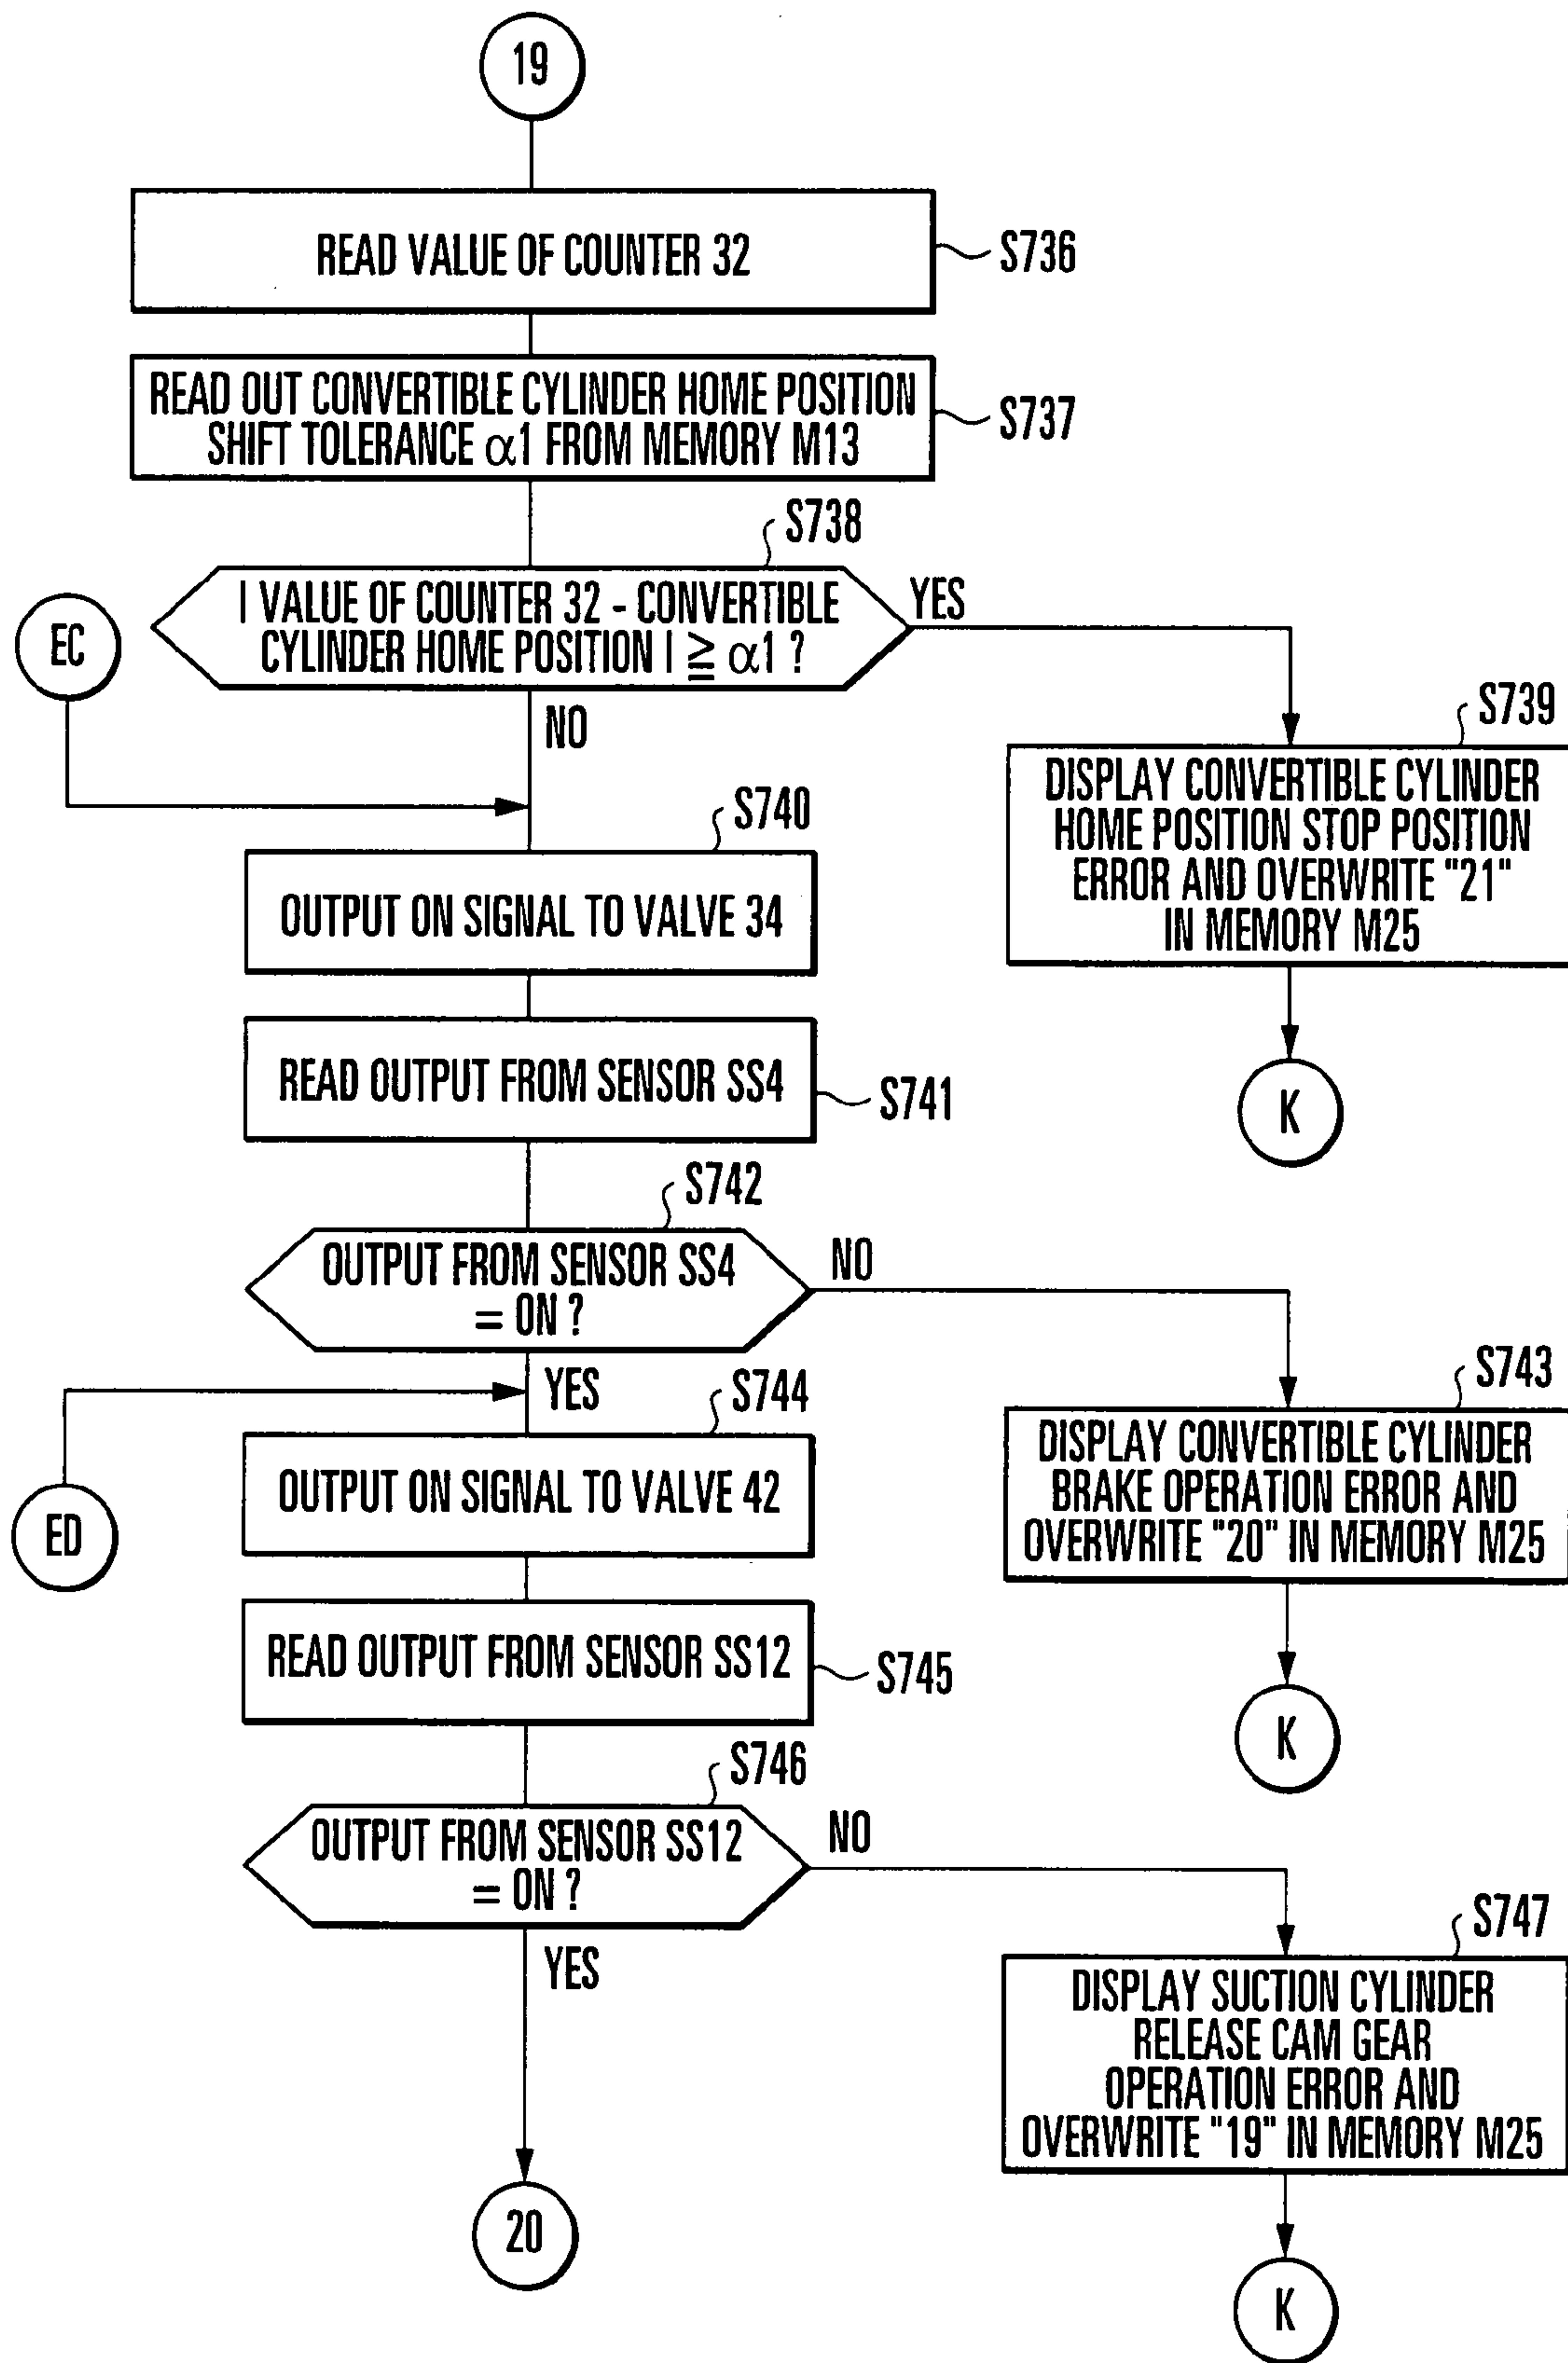 19
READ VALUE OF COUNTER 32
S736
READ OUT CONVERTIBLE CYLINDER HOME POSITION
SHIFT TOLERANCE α1 FROM MEMORY M13
S737
S738
| VALUE OF COUNTER 32 - CONVERTIBLE
CYLINDER HOME POSITION | ≧ α1 ?
YES
EC
NO
S739
DISPLAY CONVERTIBLE CYLINDER
HOME POSITION STOP POSITION
ERROR AND OVERWRITE "21"
IN MEMORY M25
K
S740
OUTPUT ON SIGNAL TO VALVE 34
READ OUTPUT FROM SENSOR SS4
S741
S742
OUTPUT FROM SENSOR SS4
= ON ?
NO
YES
S743
DISPLAY CONVERTIBLE CYLINDER
BRAKE OPERATION ERROR AND
OVERWRITE "20" IN MEMORY M25
K
ED
S744
OUTPUT ON SIGNAL TO VALVE 42
READ OUTPUT FROM SENSOR SS12
S745
S746
OUTPUT FROM SENSOR SS12
= ON ?
NO
YES
S747
DISPLAY SUCTION CYLINDER
RELEASE CAM GEAR
OPERATION ERROR AND
OVERWRITE "19" IN MEMORY M25
K
20